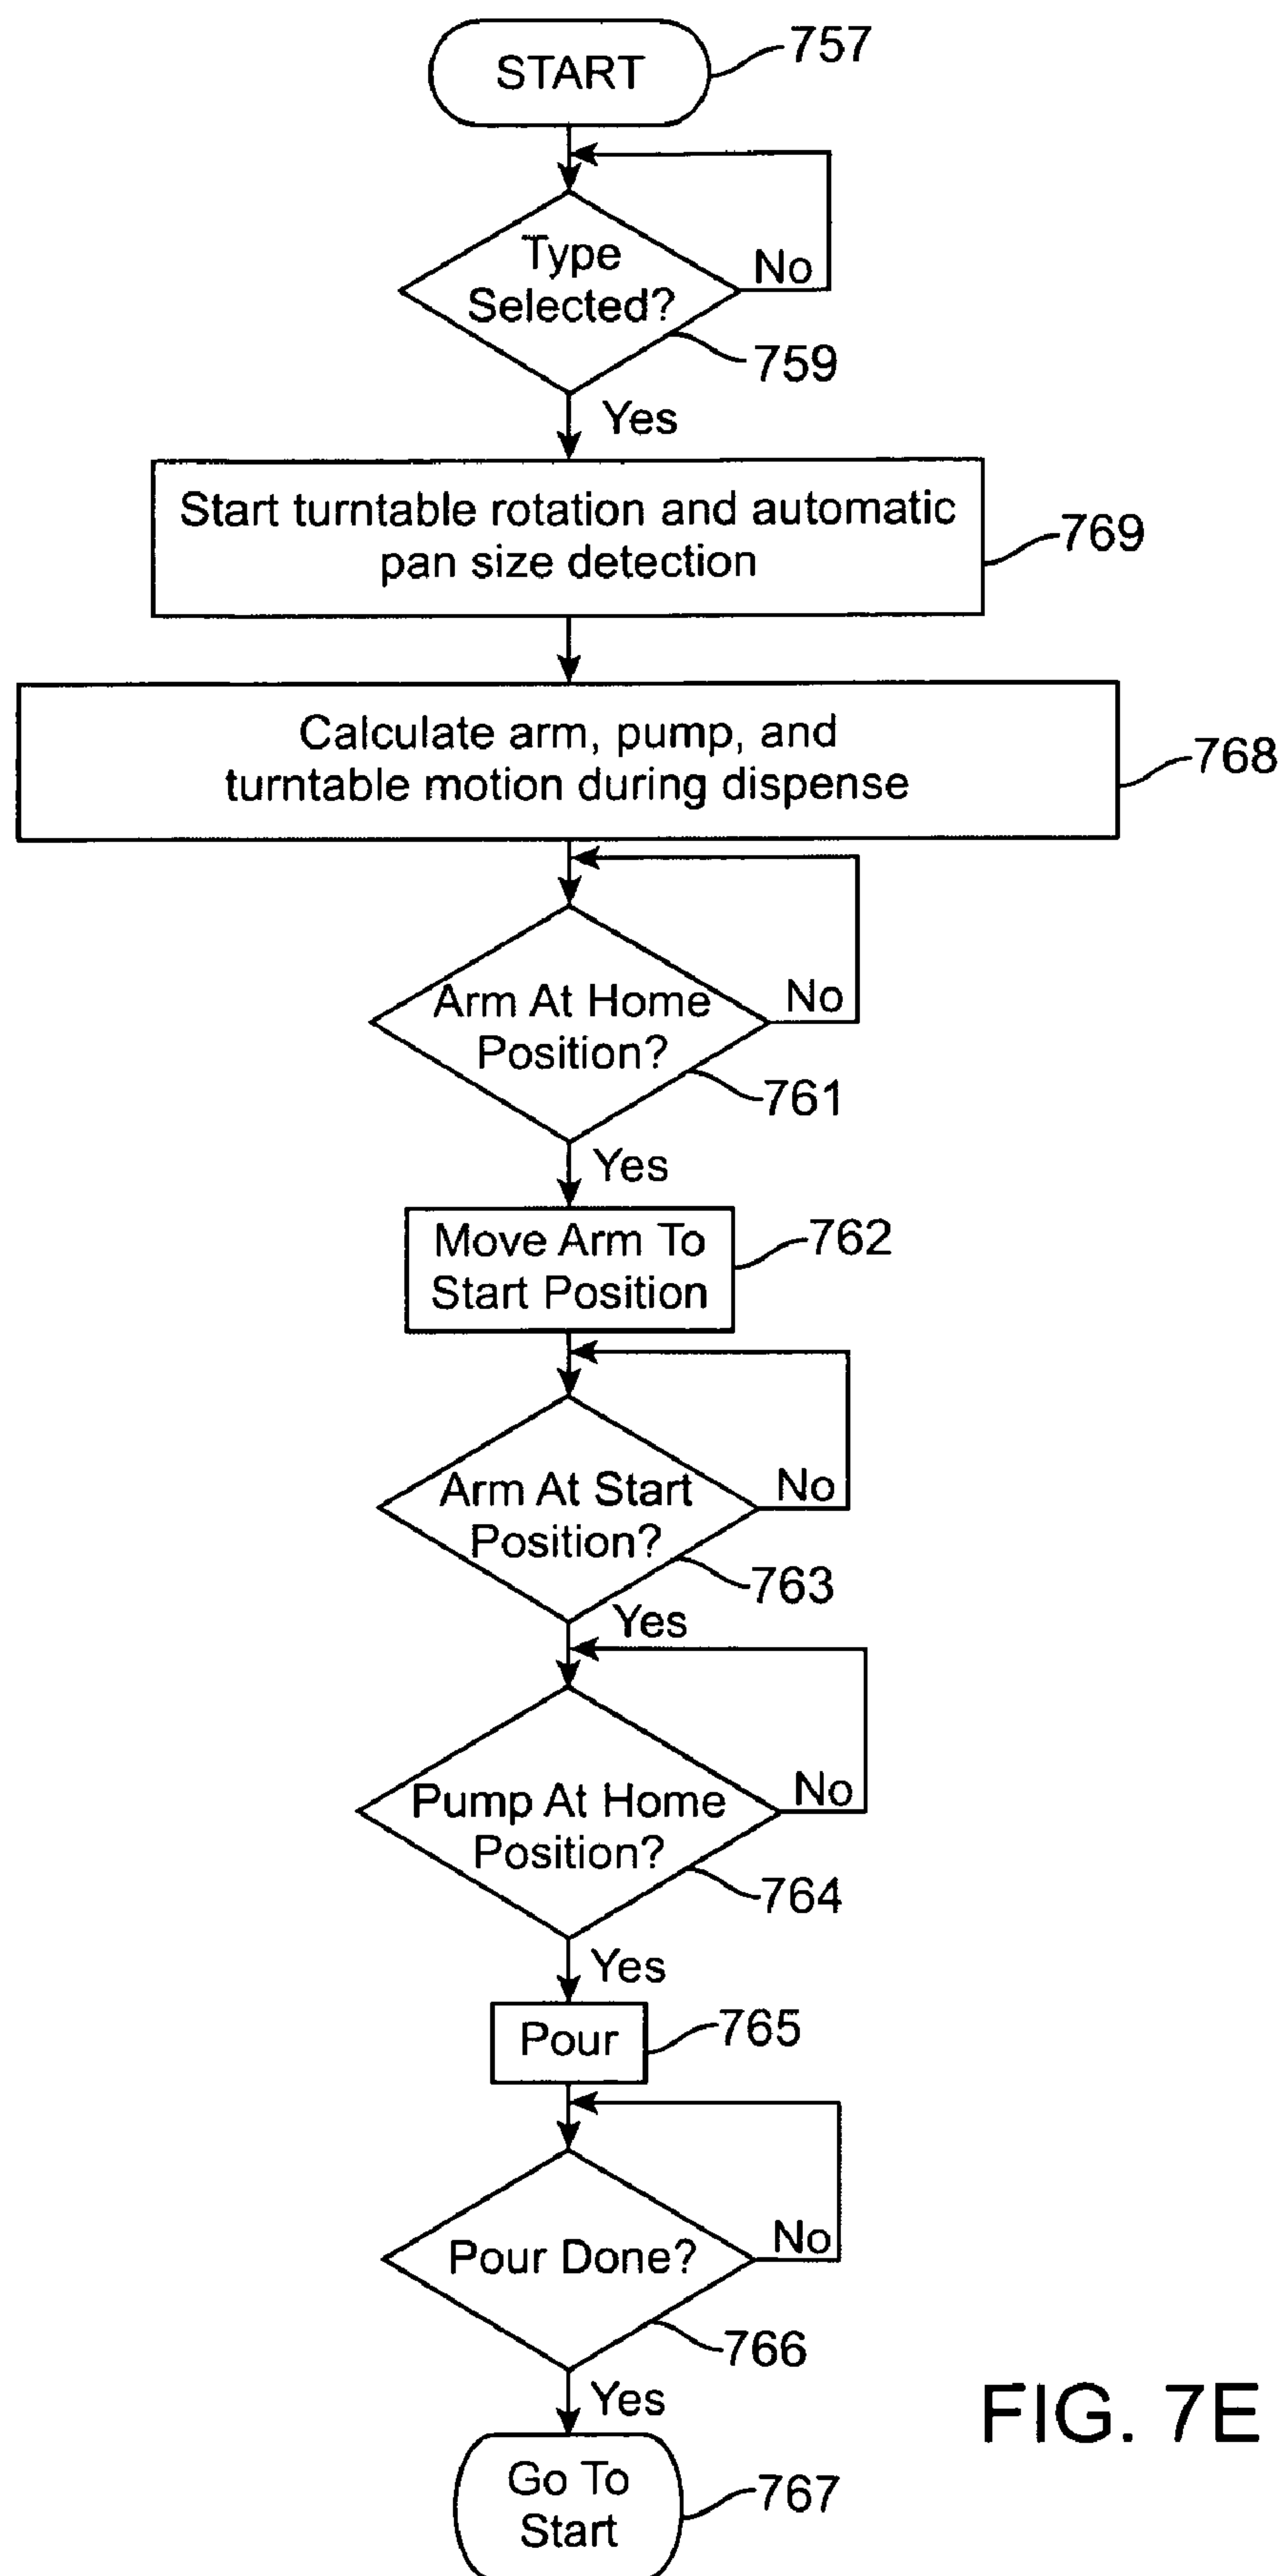 START
757
Type
Selected?
No
759
Yes
Start turntable rotation and automatic
pan size detection
769
Calculate arm, pump, and
turntable motion during dispense
768
Arm At Home
Position?
No
761
Yes
Move Arm To
Start Position
762
Arm At Start
Position?
No
763
Yes
Pump At Home
Position?
No
764
Yes
Pour
765
Pour Done?
No
766
Yes
Go To
Start
767
FIG. 7E